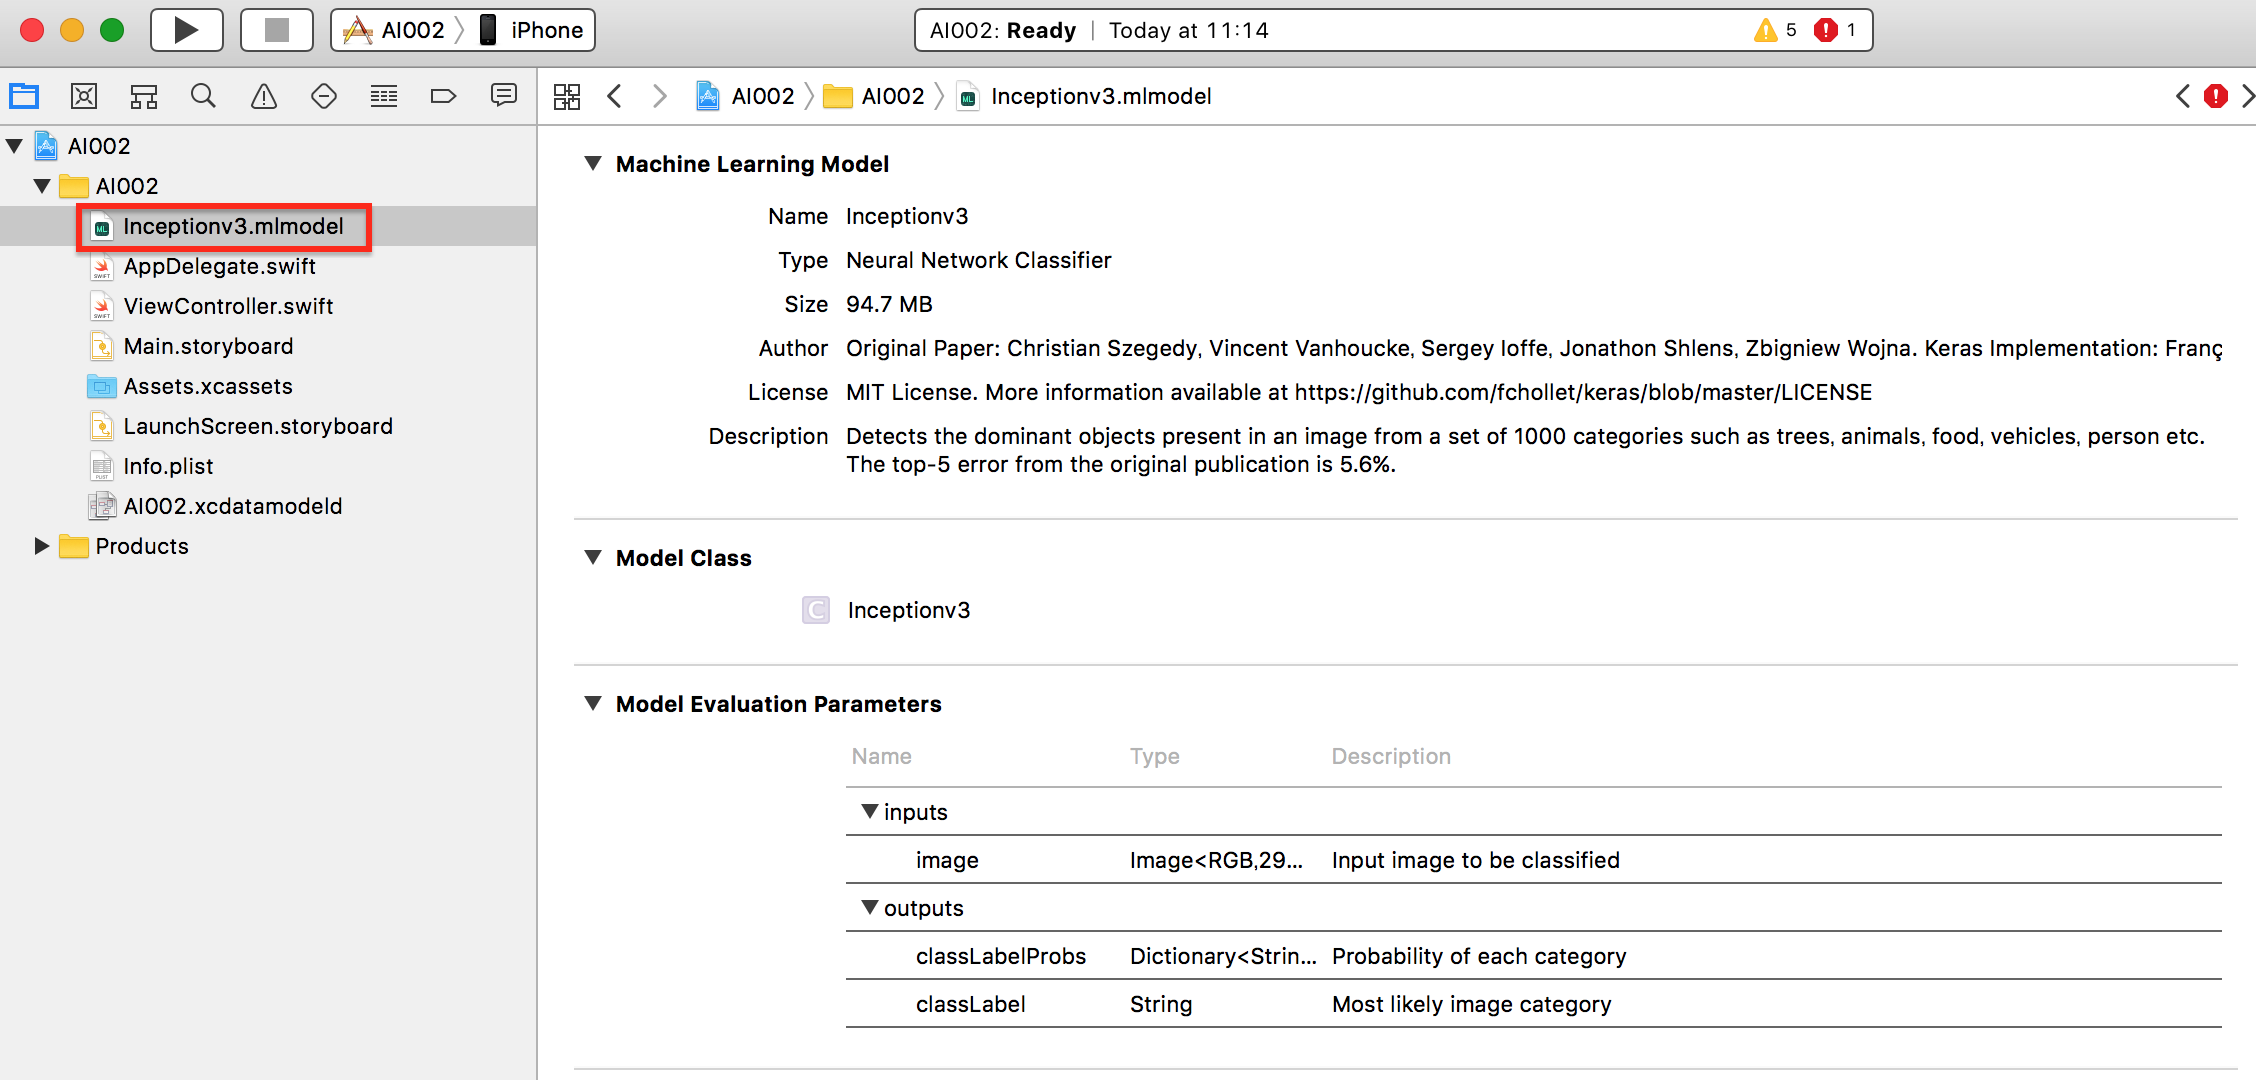 AI002 iPhone
AI002: Ready | Today at 11:14 5 1
AI002 AI002 Inceptionv3.mlmodel
AI002
AI002
Inceptionv3.mlmodel
AppDelegate.swift
ViewController.swift
Main.storyboard
Assets.xcassets
LaunchScreen.storyboard
Info.plist
AI002.xcdatamodeld
Products
Machine Learning Model
Name Inceptionv3
Type Neural Network Classifier
Size 94.7 MB
Author Original Paper: Christian Szegedy, Vincent Vanhoucke, Sergey Ioffe, Jonathon Shlens, Zbigniew Wojna. Keras Implementation: Franç
License MIT License. More information available at https://github.com/fchollet/keras/blob/master/LICENSE
Description Detects the dominant objects present in an image from a set of 1000 categories such as trees, animals, food, vehicles, person etc.
The top-5 error from the original publication is 5.6%.
Model Class
C Inceptionv3
Model Evaluation Parameters
Name Type Description
inputs
image Image<RGB,29... Input image to be classified
outputs
classLabelProbs Dictionary<Strin... Probability of each category
classLabel String Most likely image category